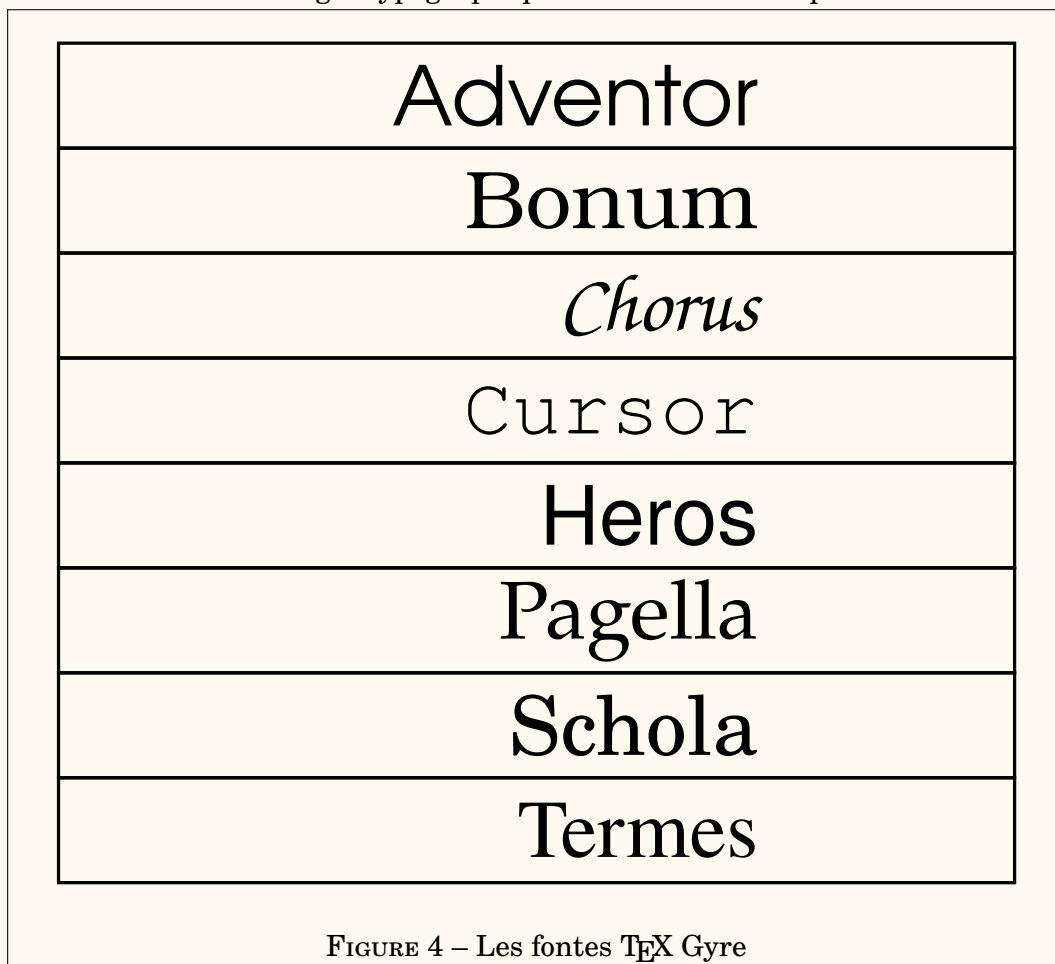 Adventor
Bonum
Chorus
Cursor
Heros
Pagella
Schola
Termes
FIGURE 4 – Les fontes TEX Gyre